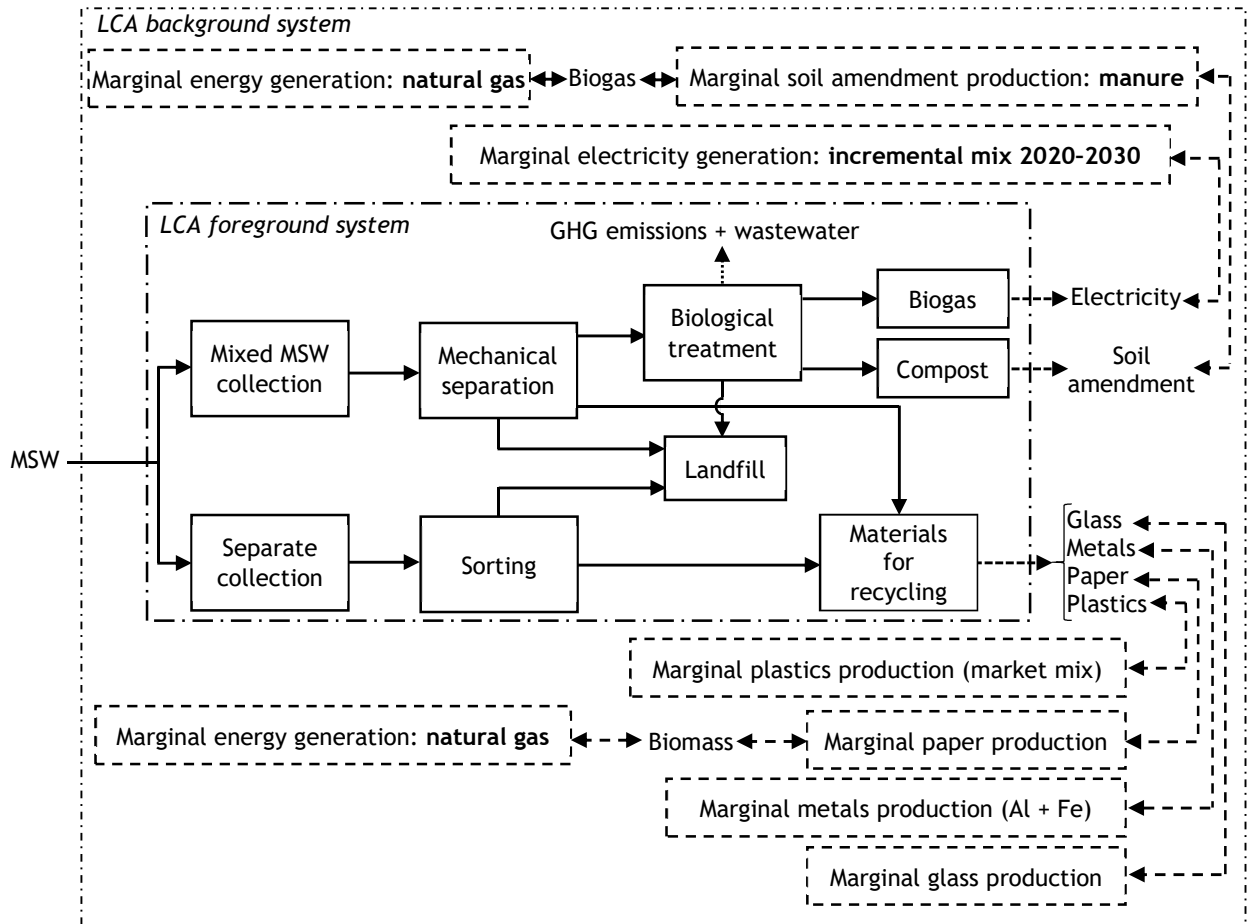 LCA background system
Marginal energy generation: natural gas
Biogas
Marginal soil amendment production: manure
Marginal electricity generation: incremental mix 2020-2030
LCA foreground system
GHG emissions + wastewater
Mixed MSW
collection
Mechanical
separation
Biological
treatment
Biogas
Electricity
Compost
Soil
amendment
MSW
Landfill
Separate
collection
Sorting
Materials
for
recycling
Glass
Metals
Paper
Plastics
Marginal plastics production (market mix)
Marginal energy generation: natural gas
Biomass
Marginal paper production
Marginal metals production (Al + Fe)
Marginal glass production